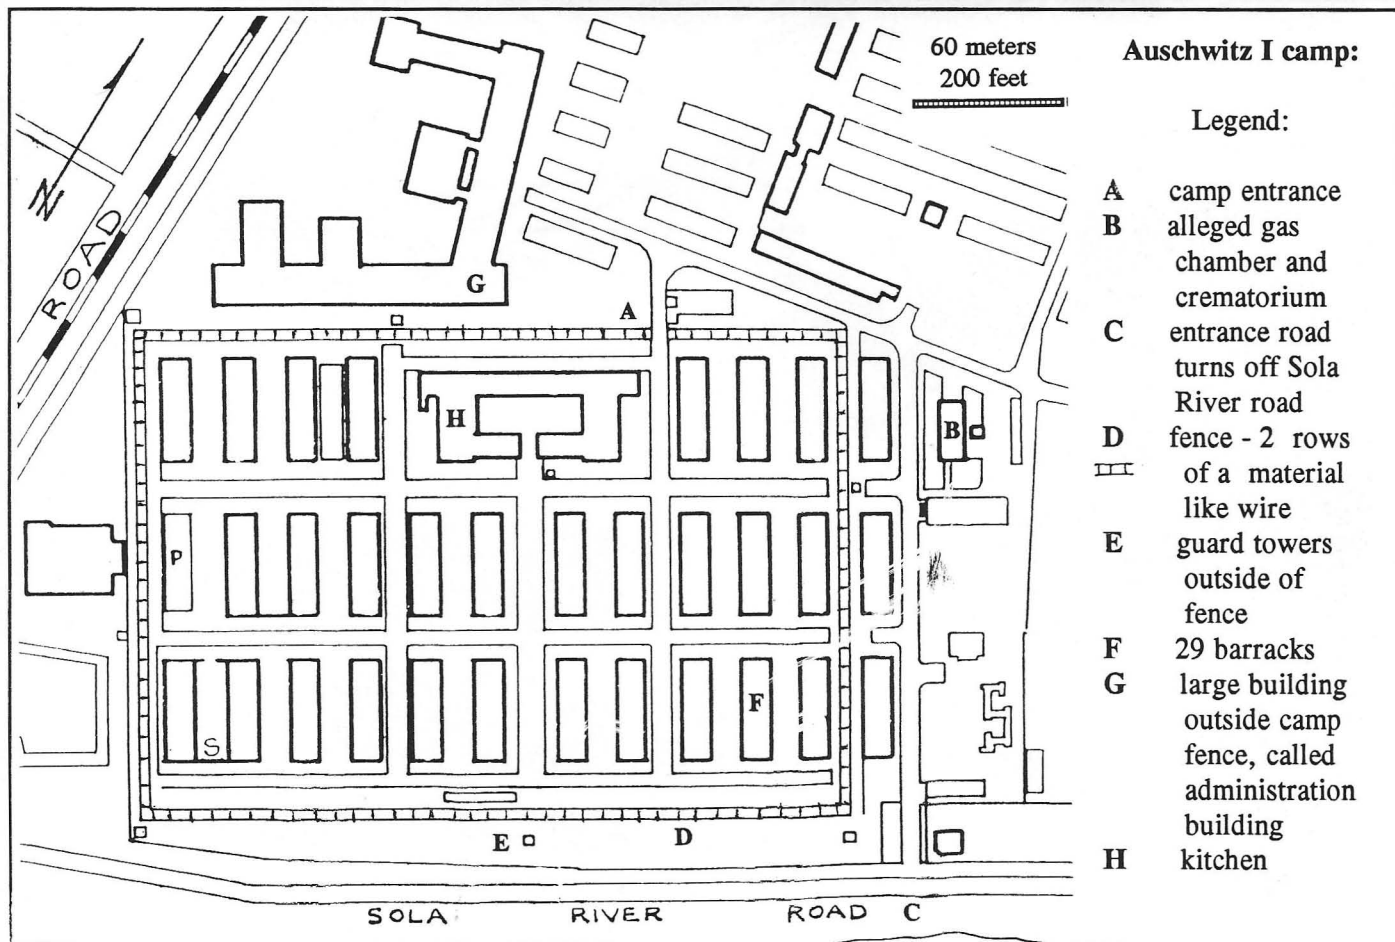 60 meters
200 feet
Auschwitz I camp:
Legend:
A camp entrance
B alleged gas
chamber and
crematorium
C entrance road
turns off Sola
River road
D fence - 2 rows
of a material
like wire
E guard towers
outside of
fence
F 29 barracks
G large building
outside camp
fence, called
administration
building
H kitchen
N
ROAD
G
A
H
B
P
F
S
E
D
SOLA RIVER ROAD C